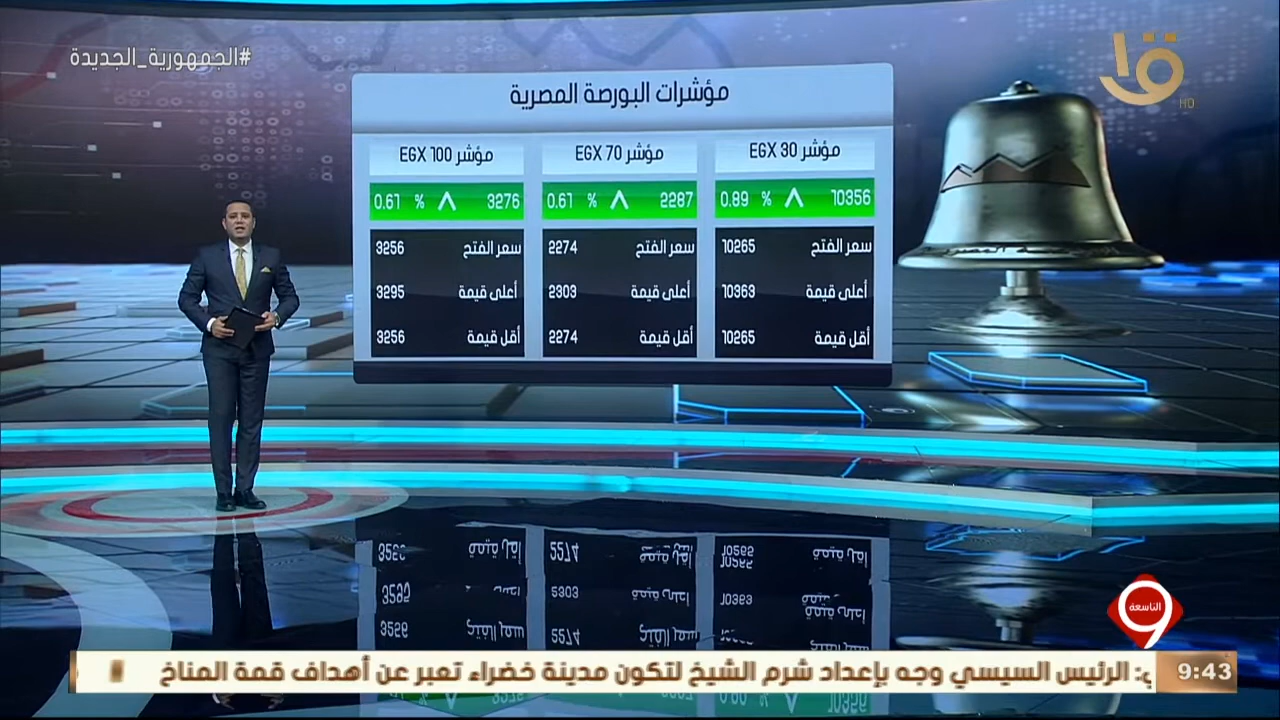 #الجمهورية_الجديدة
HD
مؤشرات البورصة المصرية
مؤشر EGX 30
مؤشر EGX 70
مؤشر EGX 100
10356 % 0.89
2287 % 0.61
3276 % 0.61
سعر الفتح 10265
سعر الفتح 2274
سعر الفتح 3256
أعلى قيمة 10363
أعلى قيمة 2303
أعلى قيمة 3295
أقل قيمة 10265
أقل قيمة 2274
أقل قيمة 3256
التاسعة
9
9:43
ي: الرئيس السيسي وجه بإعداد شرم الشيخ لتكون مدينة خضراء تعبر عن أهداف قمة المناخ